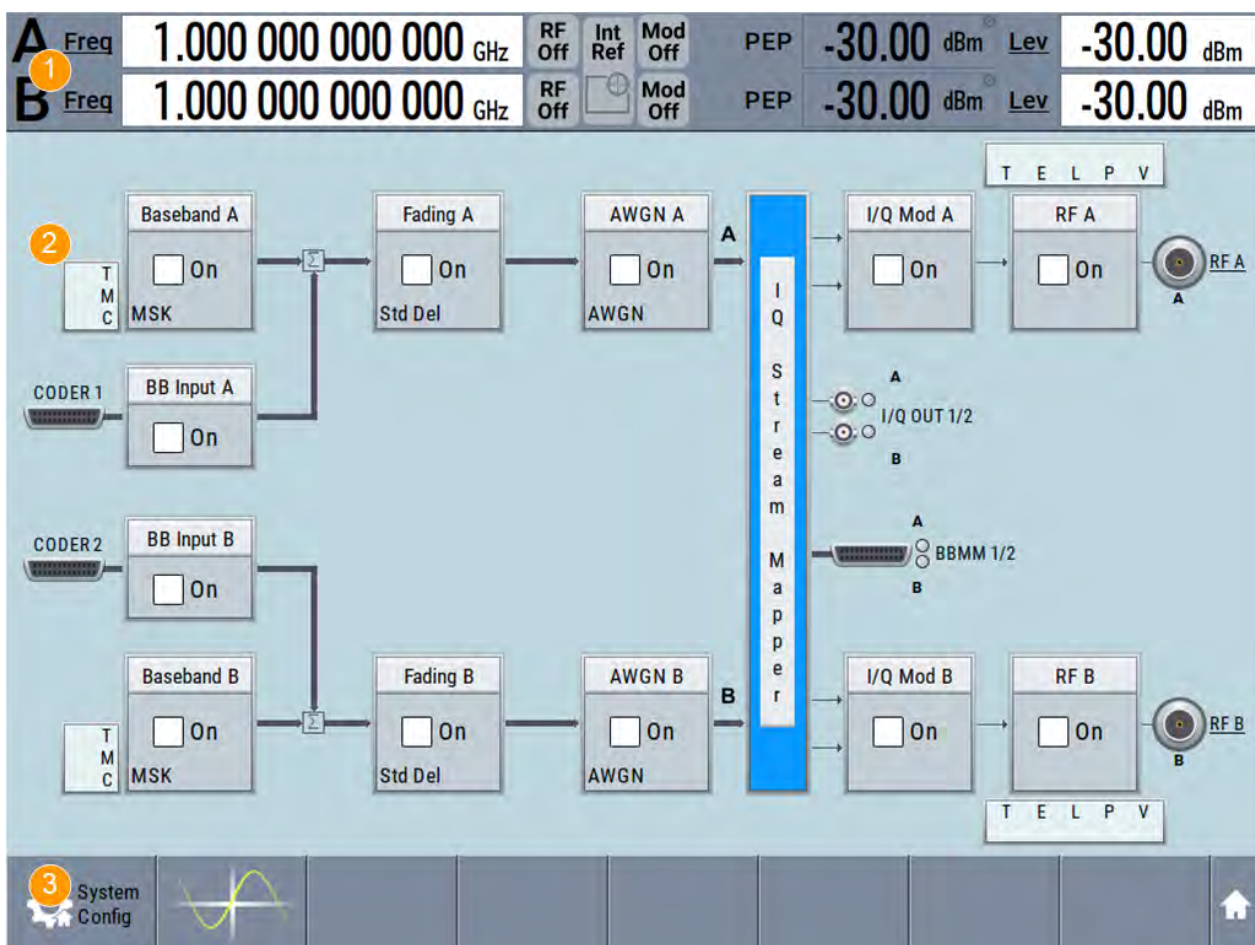 A Freq 1.000 000 000 000 GHz RF Off Int Ref Mod Off PEP -30.00 dBm Lev -30.00 dBm
1
B Freq 1.000 000 000 000 GHz RF Off Mod Off PEP -30.00 dBm Lev -30.00 dBm
T E L P V
2
Baseband A
On
MSK
T
M
C
Σ
Fading A
On
Std Del
AWGN A
On
AWGN
A
I/Q Mod A
On
RF A
On
RF A
A
CODER 1
BB Input A
On
IQ Stream Mapper
A
I/Q OUT 1/2
B
CODER 2
BB Input B
On
A
BBMM 1/2
B
Baseband B
On
MSK
T
M
C
Σ
Fading B
On
Std Del
AWGN B
On
AWGN
B
I/Q Mod B
On
RF B
On
RF B
B
T E L P V
3
System
Config